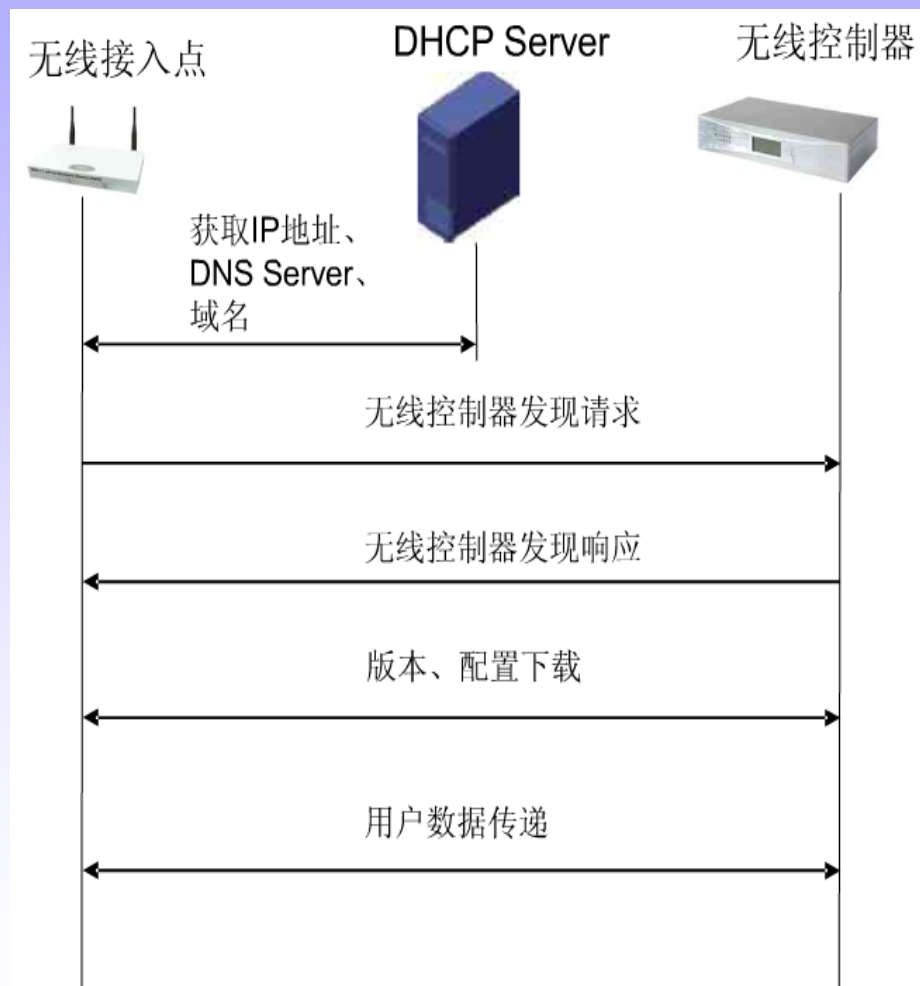 无线接入点
DHCP Server
无线控制器
获取IP地址、
DNS Server、
域名
无线控制器发现请求
无线控制器发现响应
版本、配置下载
用户数据传递